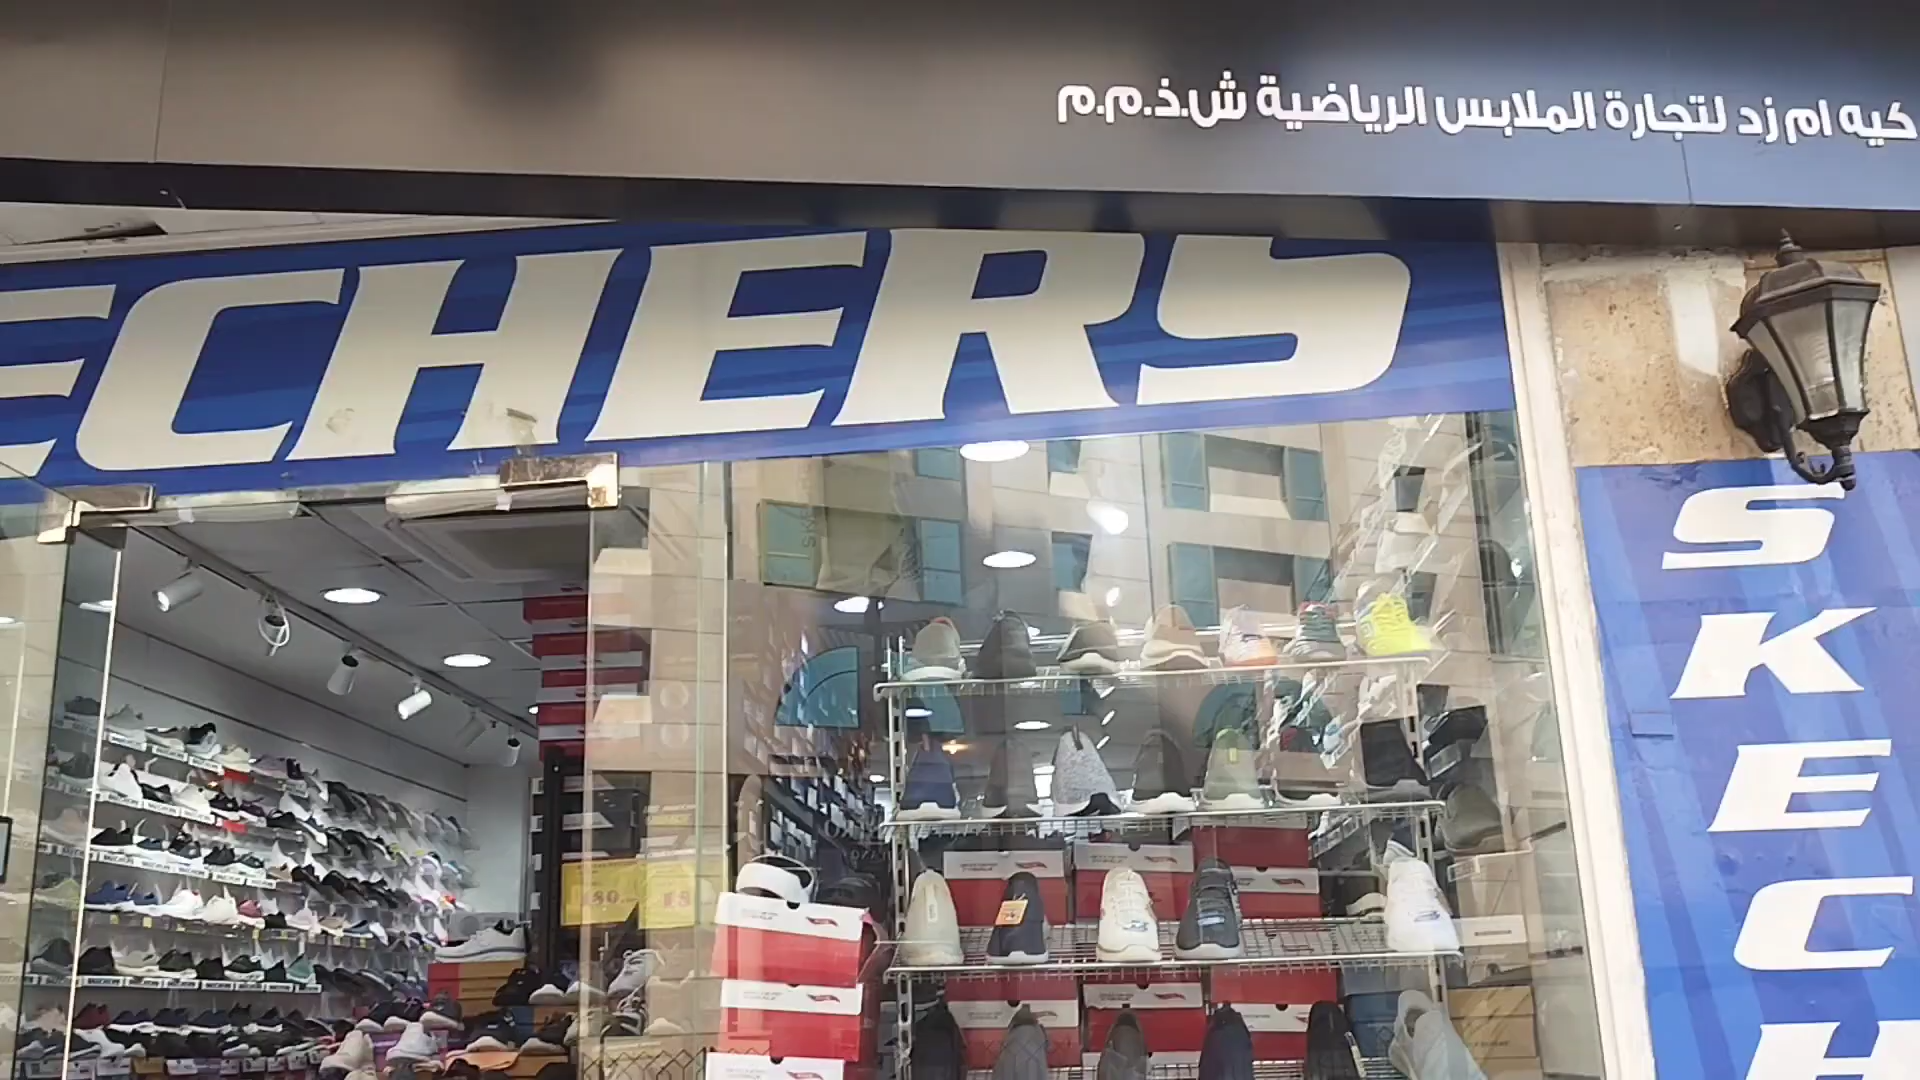 كيه ام زد لتجارة الملابس الرياضية ش.ذ.م.م
ECHERS
SKECH